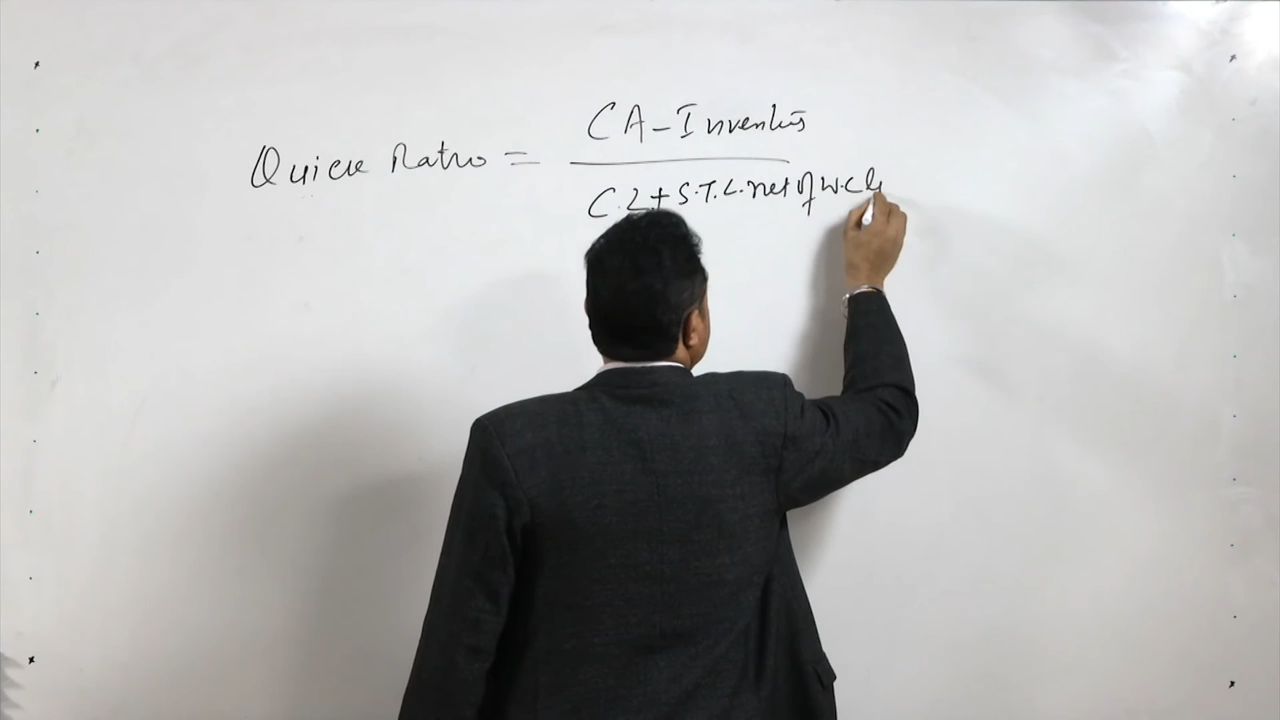 Quick Ratio =
CA - Inventories
C.L + S.T.L. net of W.C